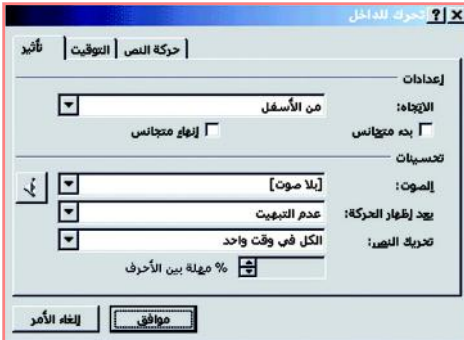 تحرك للداخل
تأثير التوقيت حركة النص
إعدادات
الاتجاه: من الأسفل
بدء متجانس إنهاء متجانس
تحسينات
الصوت: [بلا صوت]
بعد إظهار الحركة: عدم التبهيت
تحريك النص: الكل في وقت واحد
% مهلة بين الأحرف
موافق إلغاء الأمر